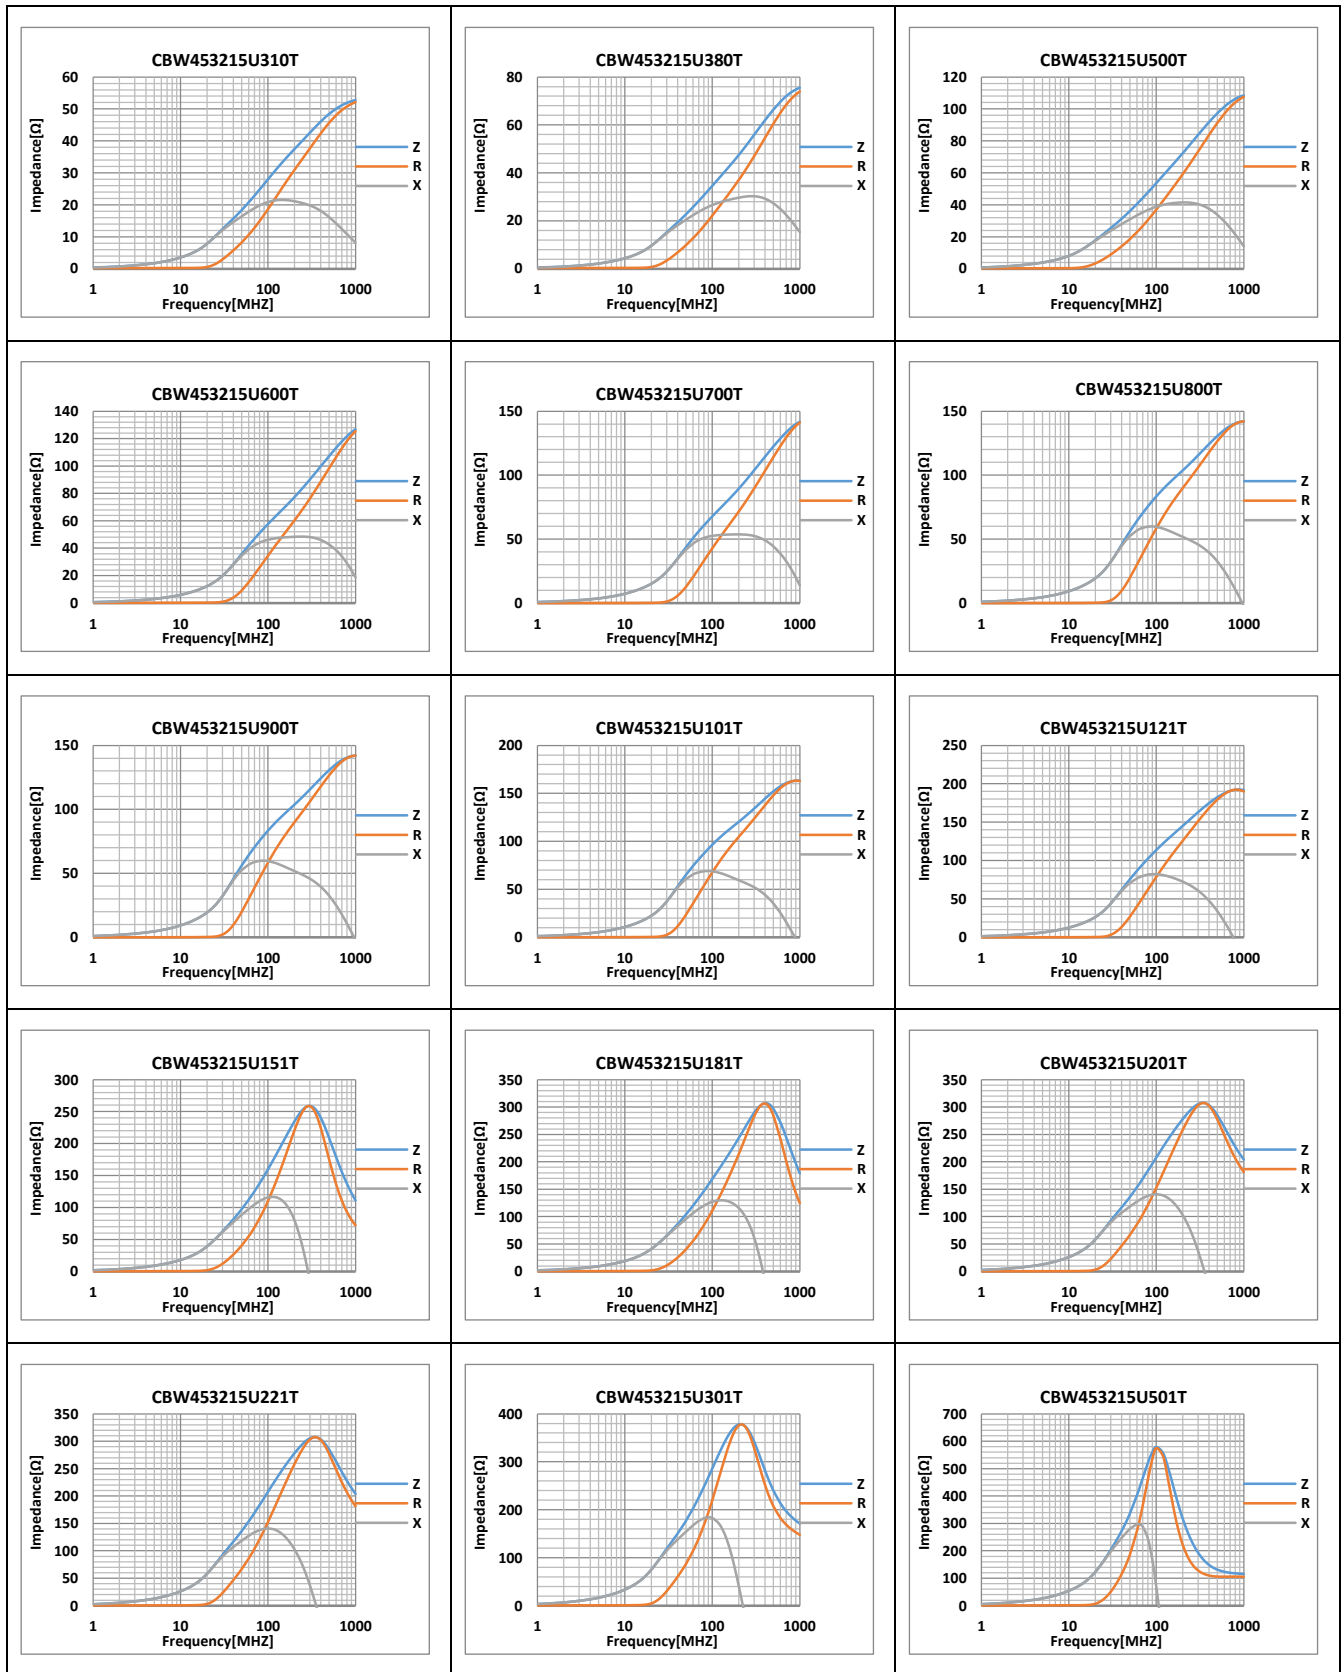 CBW453215U310T
Impedance[Ω]
60
50
40
30
20
10
0
1 10 100 1000
Frequency[MHZ]
Z
R
X
CBW453215U380T
Impedance[Ω]
80
60
40
20
0
1 10 100 1000
Frequency[MHZ]
Z
R
X
CBW453215U500T
Impedance[Ω]
120
100
80
60
40
20
0
1 10 100 1000
Frequency[MHZ]
Z
R
X
CBW453215U600T
Impedance[Ω]
140
120
100
80
60
40
20
0
1 10 100 1000
Frequency[MHZ]
Z
R
X
CBW453215U700T
Impedance[Ω]
150
100
50
0
1 10 100 1000
Frequency[MHZ]
Z
R
X
CBW453215U800T
Impedance[Ω]
150
100
50
0
1 10 100 1000
Frequency[MHZ]
Z
R
X
CBW453215U900T
Impedance[Ω]
150
100
50
0
1 10 100 1000
Frequency[MHZ]
Z
R
X
CBW453215U101T
Impedance[Ω]
200
150
100
50
0
1 10 100 1000
Frequency[MHZ]
Z
R
X
CBW453215U121T
Impedance[Ω]
250
200
150
100
50
0
1 10 100 1000
Frequency[MHZ]
Z
R
X
CBW453215U151T
Impedance[Ω]
300
250
200
150
100
50
0
1 10 100 1000
Frequency[MHZ]
Z
R
X
CBW453215U181T
Impedance[Ω]
350
300
250
200
150
100
50
0
1 10 100 1000
Frequency[MHZ]
Z
R
X
CBW453215U201T
Impedance[Ω]
350
300
250
200
150
100
50
0
1 10 100 1000
Frequency[MHZ]
Z
R
X
CBW453215U221T
Impedance[Ω]
350
300
250
200
150
100
50
0
1 10 100 1000
Frequency[MHZ]
Z
R
X
CBW453215U301T
Impedance[Ω]
400
300
200
100
0
1 10 100 1000
Frequency[MHZ]
Z
R
X
CBW453215U501T
Impedance[Ω]
700
600
500
400
300
200
100
0
1 10 100 1000
Frequency[MHZ]
Z
R
X